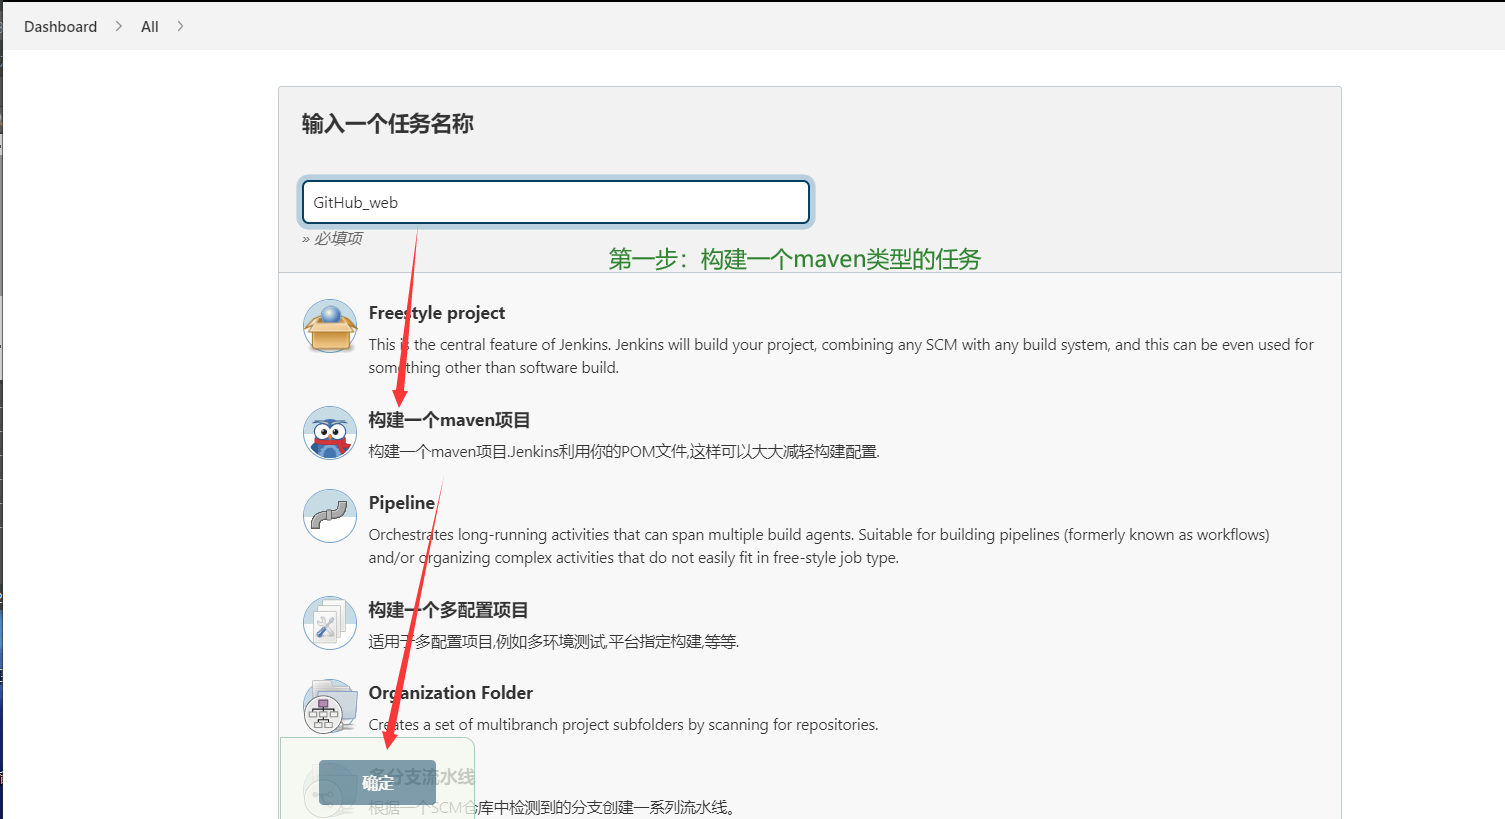 Dashboard > All >
输入一个任务名称
GitHub_web
» 必填项
第一步：构建一个maven类型的任务
Freestyle project
This is the central feature of Jenkins. Jenkins will build your project, combining any SCM with any build system, and this can be even used for
something other than software build.
构建一个maven项目
构建一个maven项目.Jenkins利用你的POM文件,这样可以大大减轻构建配置.
Pipeline
Orchestrates long-running activities that can span multiple build agents. Suitable for building pipelines (formerly known as workflows)
and/or organizing complex activities that do not easily fit in free-style job type.
构建一个多配置项目
适用于多配置项目,例如多环境测试,平台指定构建,等等.
Organization Folder
Creates a set of multibranch project subfolders by scanning for repositories.
多分支流水线
确定
根据一个SCM仓库中检测到的分支创建一系列流水线。